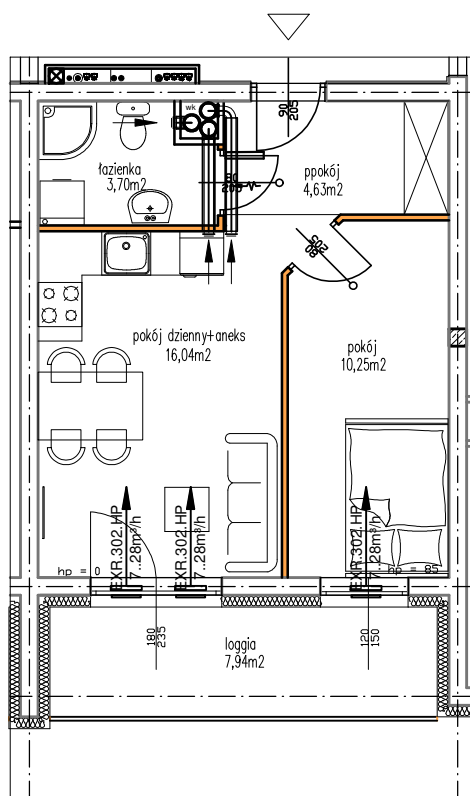 wk
90
205
łazienka
3,70m2
80
205
ppokój
4,63m2
80
205
pokój dzienny+aneks
16,04m2
pokój
10,25m2
EXR.302.HP
7..28m³/h
EXR.302.HP
7..28m³/h
EXR.302.HP
7..28m³/h
hp = 0
hp = 85
180
235
loggia
7,94m2
120
150